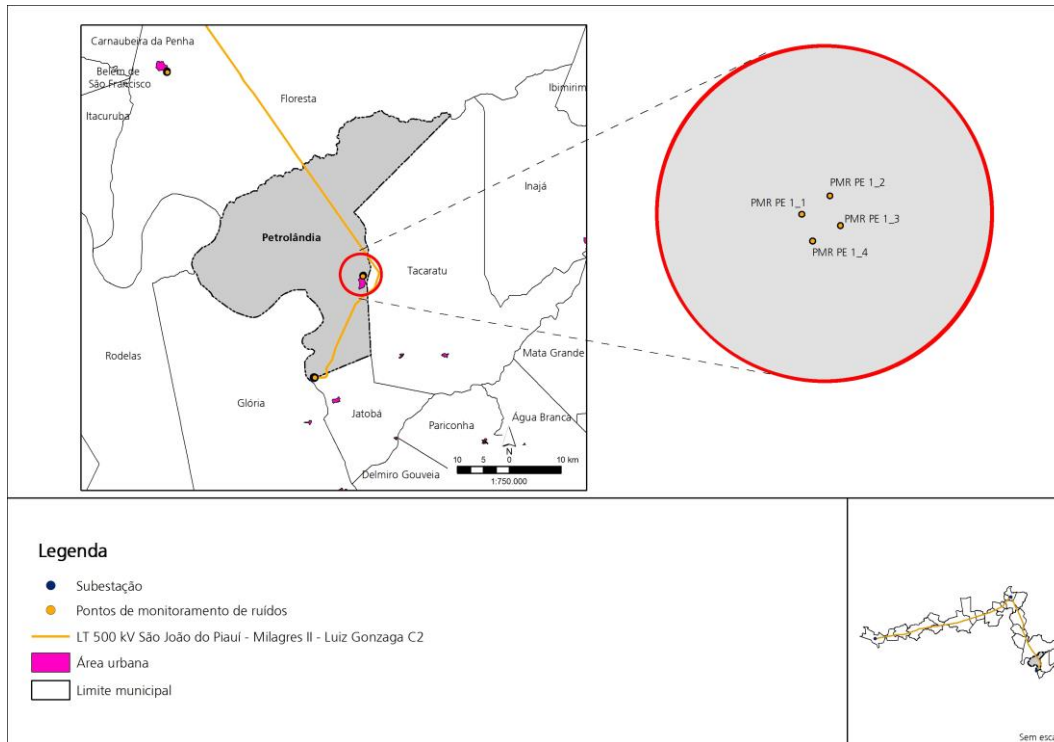 Carnaubeira da Penha
Belém de
São Francisco
Itacuruba
Floresta
Ibimirim
Inajá
Petrolândia
Tacaratu
Rodelas
Mata Grande
Glória
Jatobá
Pariconha
Água Branca
Delmiro Gouveia
N
10 5 0 10 km
1:750.000
PMR PE 1_2
PMR PE 1_1
PMR PE 1_3
PMR PE 1_4
Legenda
Subestação
Pontos de monitoramento de ruídos
LT 500 kV São João do Piauí - Milagres II - Luiz Gonzaga C2
Área urbana
Limite municipal
Sem esca